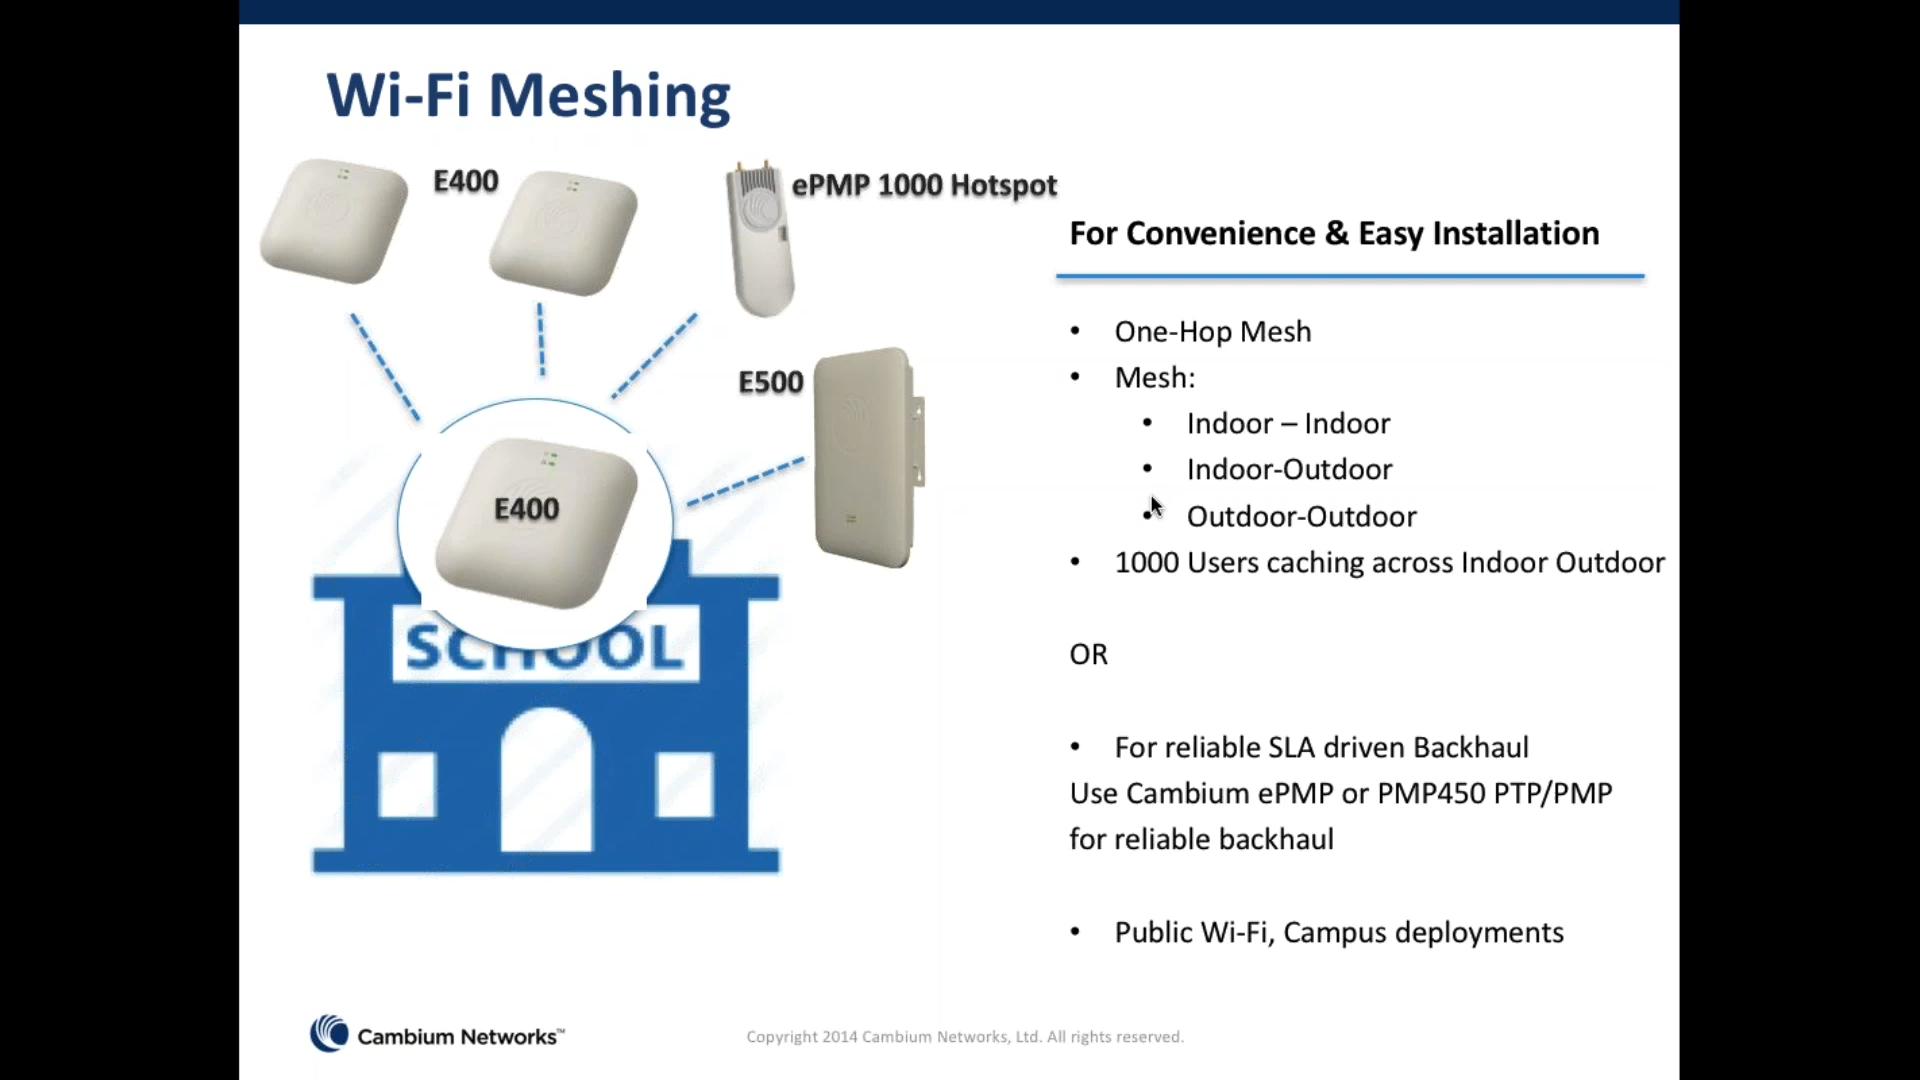 Wi-Fi Meshing
E400
ePMP 1000 Hotspot
E500
E400
SCHOOL
For Convenience & Easy Installation
• One-Hop Mesh
• Mesh:
• Indoor – Indoor
• Indoor-Outdoor
• Outdoor-Outdoor
• 1000 Users caching across Indoor Outdoor
OR
• For reliable SLA driven Backhaul
Use Cambium ePMP or PMP450 PTP/PMP
for reliable backhaul
• Public Wi-Fi, Campus deployments
Cambium Networks™
Copyright 2014 Cambium Networks, Ltd. All rights reserved.